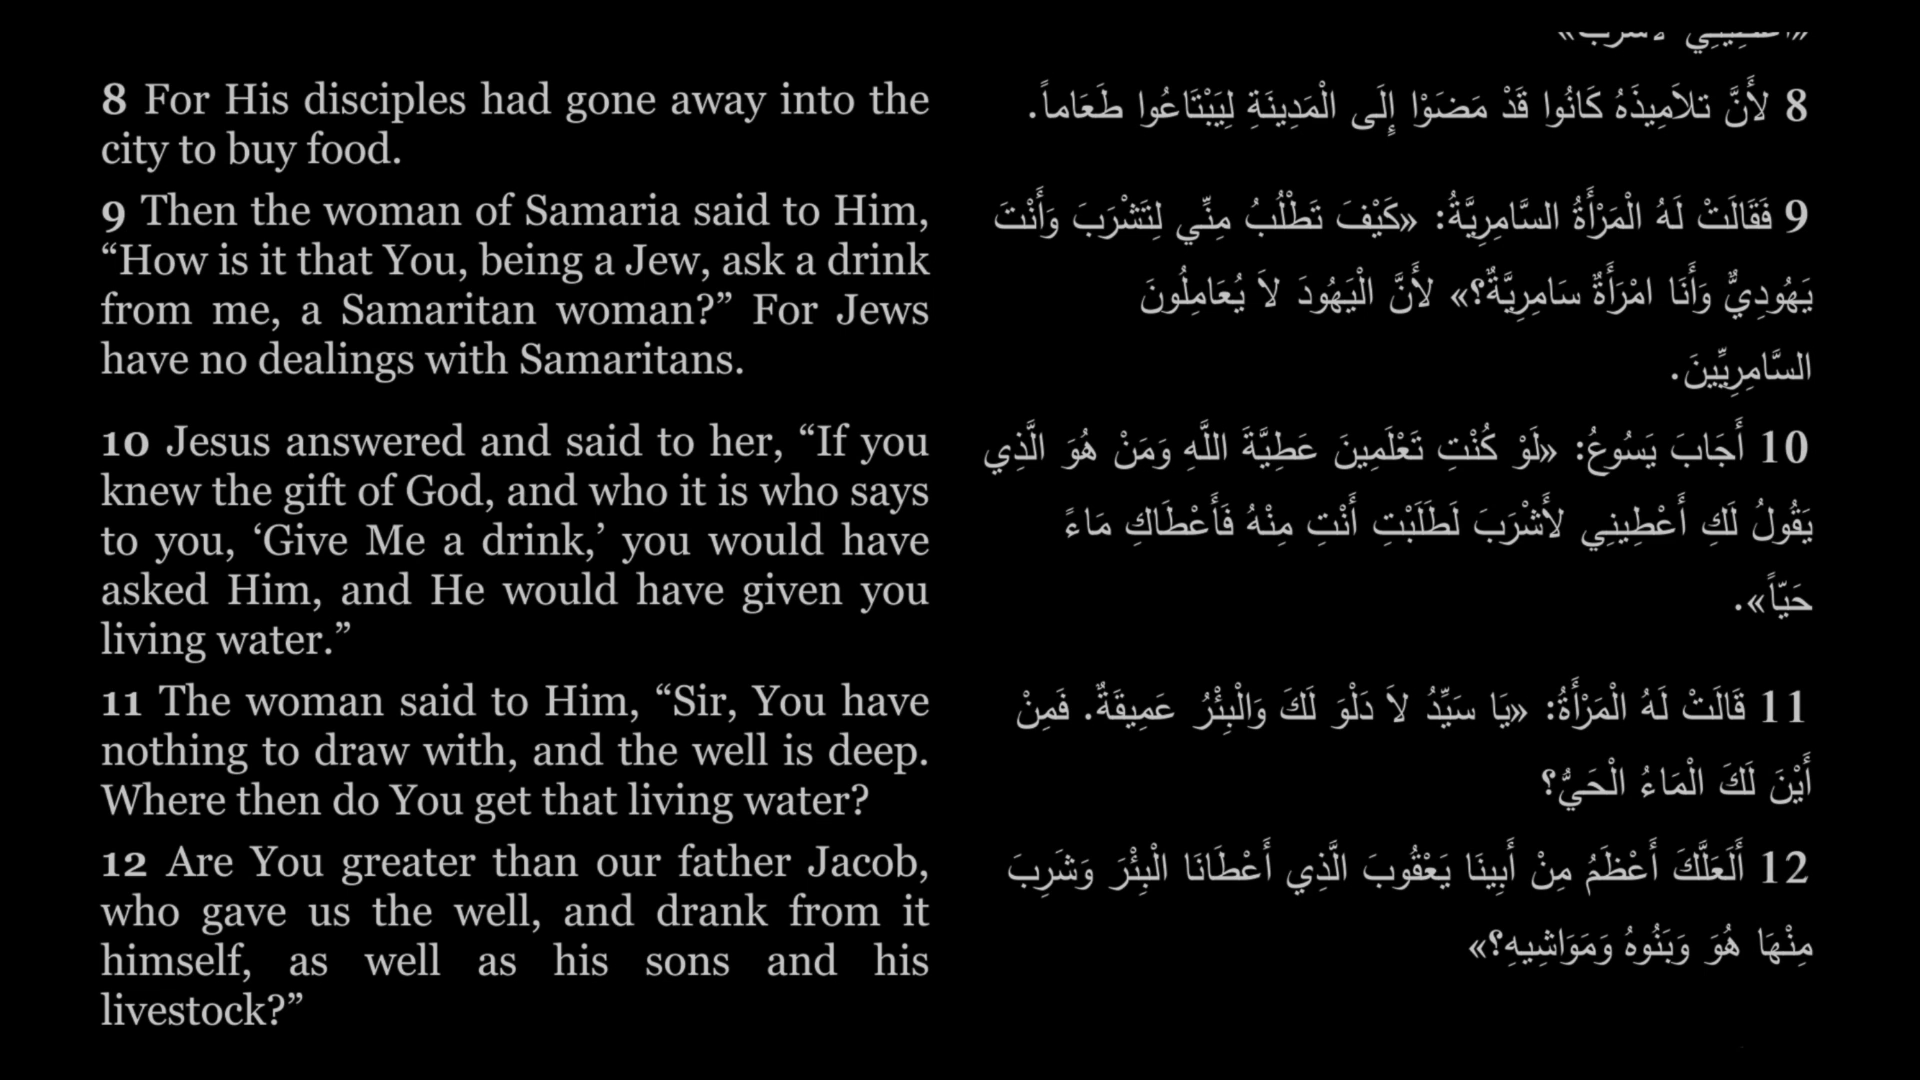 8 For His disciples had gone away into the
city to buy food.
9 Then the woman of Samaria said to Him,
“How is it that You, being a Jew, ask a drink
from me, a Samaritan woman?” For Jews
have no dealings with Samaritans.
10 Jesus answered and said to her, “If you
knew the gift of God, and who it is who says
to you, ‘Give Me a drink,’ you would have
asked Him, and He would have given you
living water.”
11 The woman said to Him, “Sir, You have
nothing to draw with, and the well is deep.
Where then do You get that living water?
12 Are You greater than our father Jacob,
who gave us the well, and drank from it
himself, as well as his sons and his
livestock?”
8 لأَنَّ تلاَمِيذَهُ كَانُوا قَدْ مَضَوْا إِلَى الْمَدِينَةِ لِيَبْتَاعُوا طَعَاماً.
9 فَقَالَتْ لَهُ الْمَرْأَةُ السَّامِرِيَّةُ: «كَيْفَ تَطْلُبُ مِنِّي لِتَشْرَبَ وَأَنْتَ
يَهُودِيٌّ وَأَنَا امْرَأَةٌ سَامِرِيَّةٌ؟» لأَنَّ الْيَهُودَ لاَ يُعَامِلُونَ
السَّامِرِيِّينَ.
10 أَجَابَ يَسُوعُ: «لَوْ كُنْتِ تَعْلَمِينَ عَطِيَّةَ اللَّهِ وَمَنْ هُوَ الَّذِي
يَقُولُ لَكِ أَعْطِينِي لأَشْرَبَ لَطَلَبْتِ أَنْتِ مِنْهُ فَأَعْطَاكِ مَاءً
حَيّاً».
11 قَالَتْ لَهُ الْمَرْأَةُ: «يَا سَيِّدُ لاَ دَلْوَ لَكَ وَالْبِئْرُ عَمِيقَةٌ. فَمِنْ
أَيْنَ لَكَ الْمَاءُ الْحَيُّ؟
12 أَلَعَلَّكَ أَعْظَمُ مِنْ أَبِينَا يَعْقُوبَ الَّذِي أَعْطَانَا الْبِئْرَ وَشَرِبَ
مِنْهَا هُوَ وَبَنُوهُ وَمَوَاشِيهِ؟»